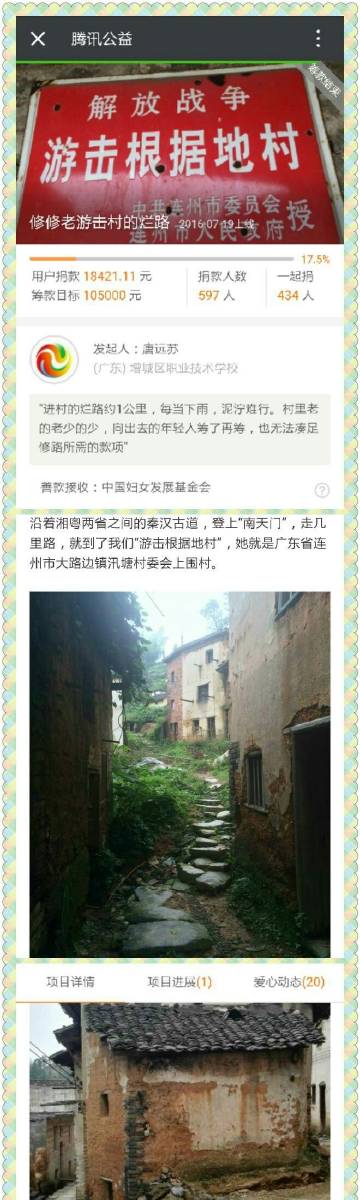 腾讯公益
筹款结束
解放战争
游击根据地村
中共连州市委员会
连州市人民政府 授
修修老游击村的烂路 2016-07-19上线
17.5%
用户捐款 18421.11 元 捐款人数 一起捐
筹款目标 105000 元 597 人 434 人
发起人：唐远苏
(广东) 增城区职业技术学校
“进村的烂路约1公里，每当下雨，泥泞难行。村里老
的老少的少，向出去的年轻人筹了再筹，也无法凑足
修路所需的款项”
善款接收：中国妇女发展基金会
沿着湘粤两省之间的秦汉古道，登上“南天门”，走几
里路，就到了我们“游击根据地村”，她就是广东省连
州市大路边镇汛塘村委会上围村。
项目详情 项目进展(1) 爱心动态(20)